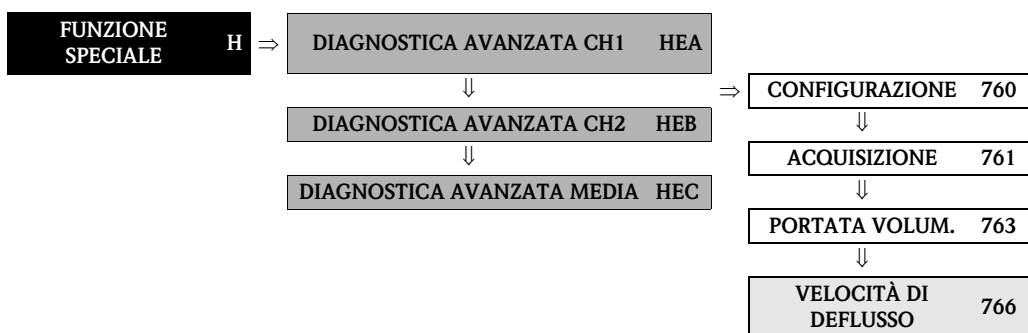 FUNZIONE
SPECIALE
H ⇒ DIAGNOSTICA AVANZATA CH1 HEA
⇓
⇒ CONFIGURAZIONE 760
DIAGNOSTICA AVANZATA CH2 HEB
⇓
⇓
ACQUISIZIONE 761
DIAGNOSTICA AVANZATA MEDIA HEC
⇓
PORTATA VOLUM. 763
⇓
VELOCITÀ DI
DEFLUSSO
766